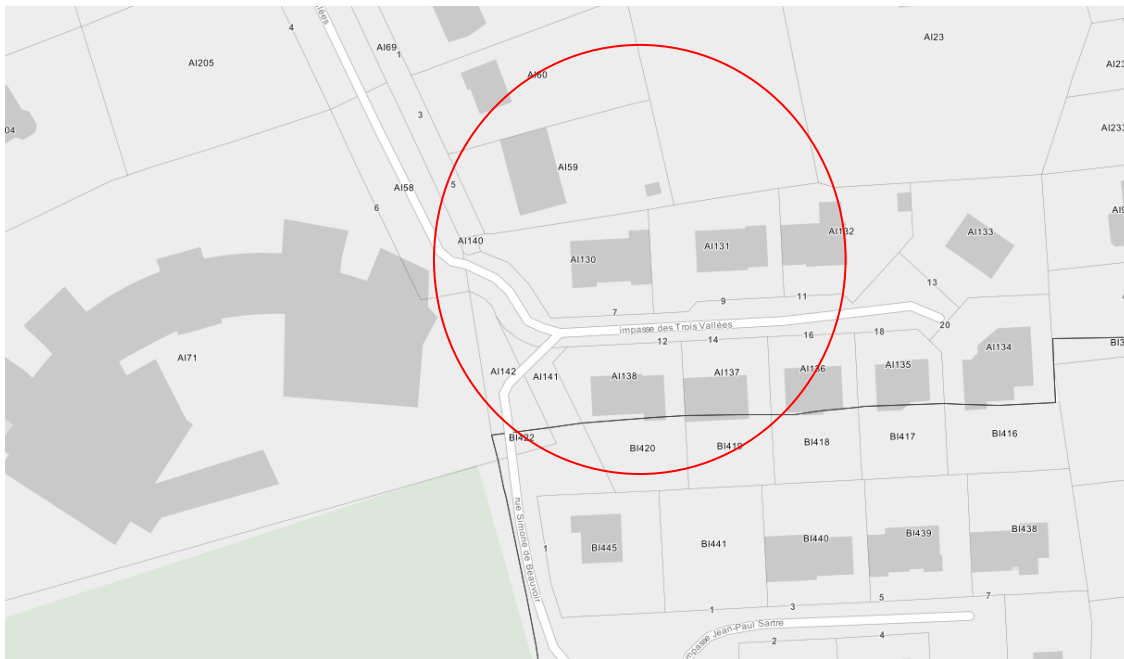 lées
4
AI69
1
AI23
AI205
AI60
AI23
3
04
AI233
AI59
AI58
5
6
AI9
AI140
AI130
AI131
AI132
AI133
13
7
9
11
impasse des Trois Vallées
20
12
14
16
18
AI71
AI134
BI3
AI142
AI141
AI138
AI137
AI136
AI135
BI422
BI420
BI419
BI418
BI417
BI416
rue Simone de Beauvoir
1
BI445
BI441
BI440
BI439
BI438
1
3
5
7
impasse Jean-Paul Sartre
2
4